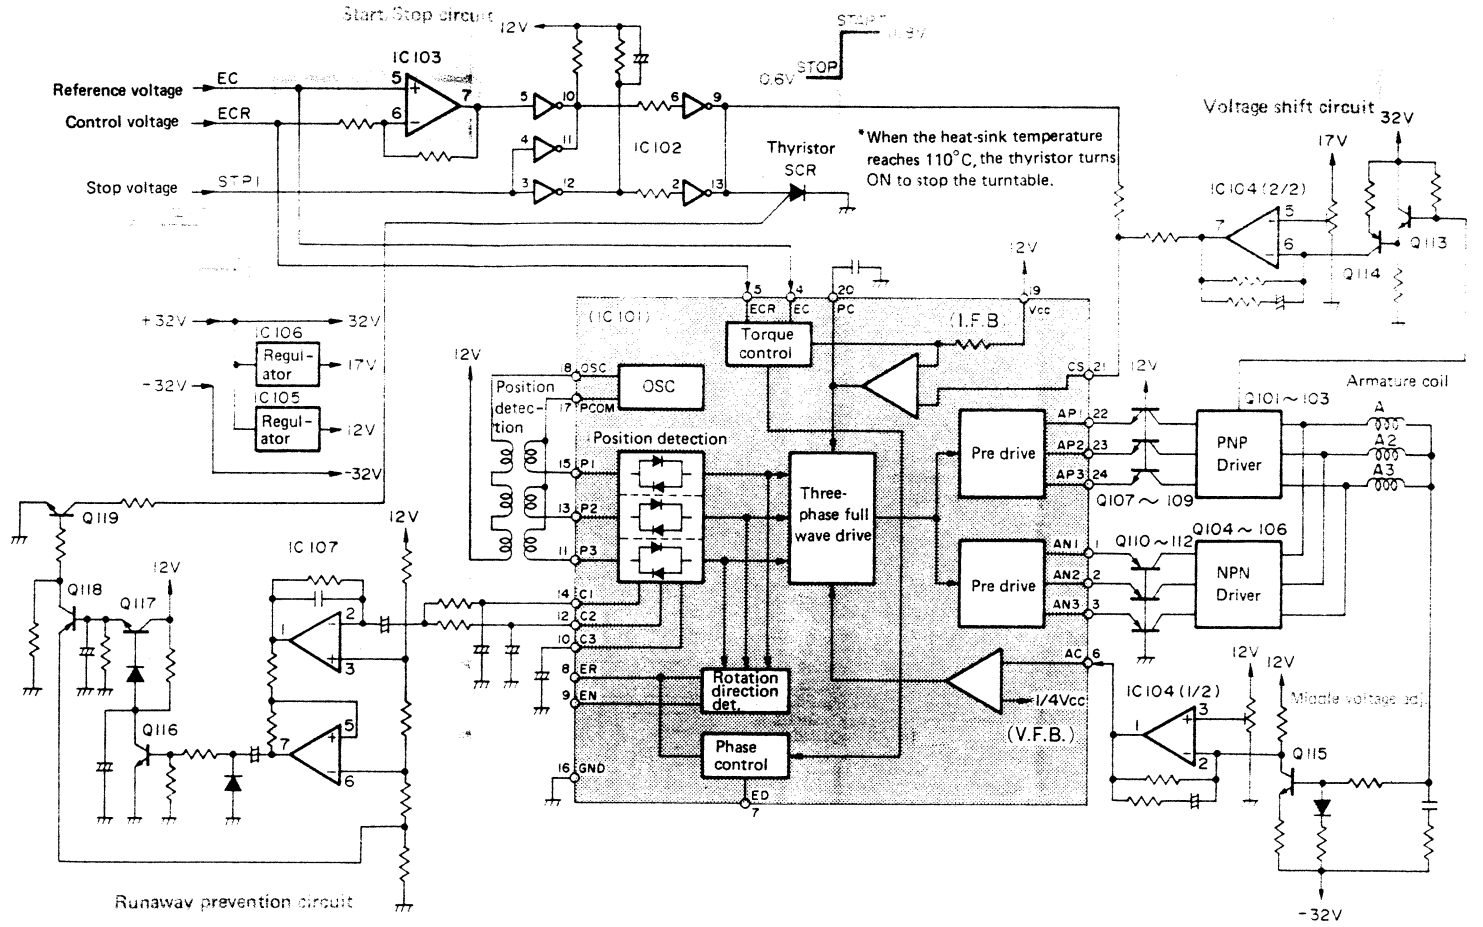 Start/Stop circuit
12V
START
0.8V
STOP
0.6V
IC103
Reference voltage
EC
5
7
5
10
6
9
Control voltage
ECR
6
4
11
IC102
Stop voltage
STP1
3
12
2
13
Thyristor
SCR
*When the heat-sink temperature
reaches 110°C, the thyristor turns
ON to stop the turntable.
Voltage shift circuit
32V
17V
IC104(2/2)
7
5
6
Q113
Q114
+32V
32V
IC106
Regul-
ator
17V
-32V
IC105
Regul-
ator
12V
-32V
12V
(IC101)
5
4
20
19
ECR
EC
PC
Vcc
12V
(I.F.B.)
Torque
control
8
OSC
OSC
17
PCOM
Position
detec-
tion
CS
21
Position detection
15
P1
13
P2
11
P3
14
C1
12
C2
10
C3
8
ER
9
EN
16
GND
Three-
phase full
wave drive
Pre drive
Pre drive
AP1
22
AP2
23
AP3
24
AN1
1
AN2
2
AN3
3
12V
Q107~109
Q110~112
Q101~103
PNP
Driver
Q104~106
NPN
Driver
Armature coil
A
A2
A3
Rotation
direction
det.
Phase
control
ED
7
AC
6
1/4Vcc
(V.F.B.)
IC104(1/2)
1
3
2
12V
12V
Middle voltage adj.
Q115
-32V
Q119
12V
IC107
Q118
Q117
12V
1
2
3
Q116
7
5
6
Runaway prevention circuit